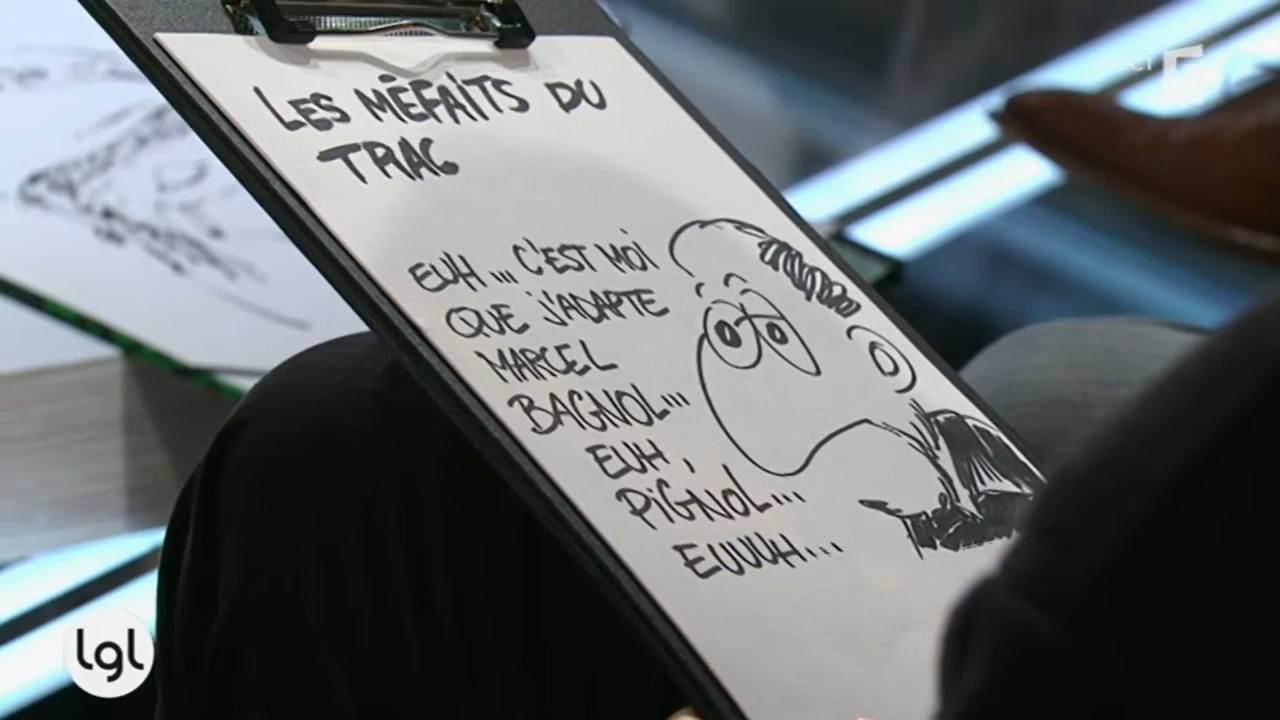 LES MÉFAITS DU
TRAC
EUH... C'EST MOI
QUE J'ADAPTE
MARCEL
BAGNOL...
EUH,
PIGNOL...
EUUUH...
lgl